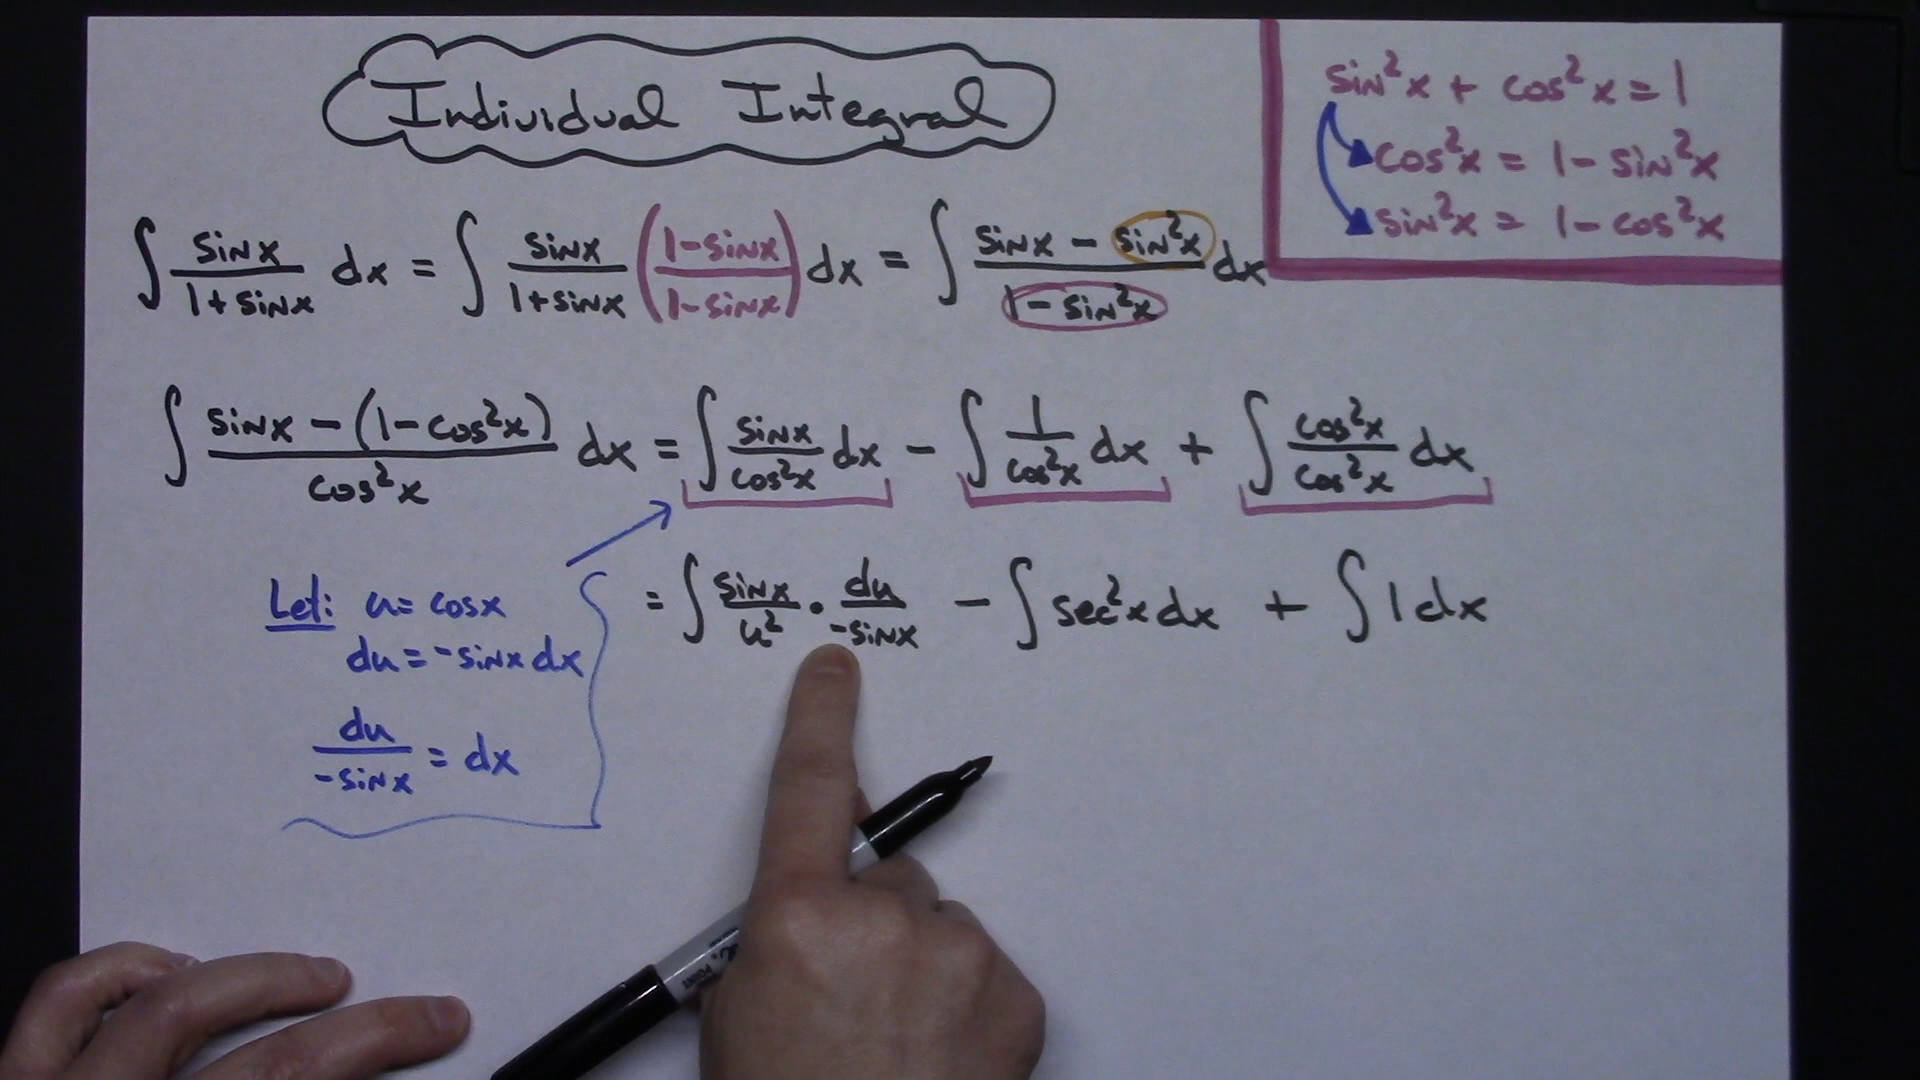 Individual Integral
sin²x + cos²x = 1
cos²x = 1 - sin²x
sin²x = 1 - cos²x
∫ sinx/(1+sinx) dx = ∫ sinx/(1+sinx) ((1-sinx)/(1-sinx)) dx = ∫ (sinx - sin²x)/(1 - sin²x) dx
∫ (sinx - (1-cos²x))/cos²x dx = ∫ sinx/cos²x dx - ∫ 1/cos²x dx + ∫ cos²x/cos²x dx
= ∫ sinx/u² • du/-sinx - ∫ sec²x dx + ∫ 1 dx
Let: u = cosx
du = -sinx dx
du/-sinx = dx
POINT